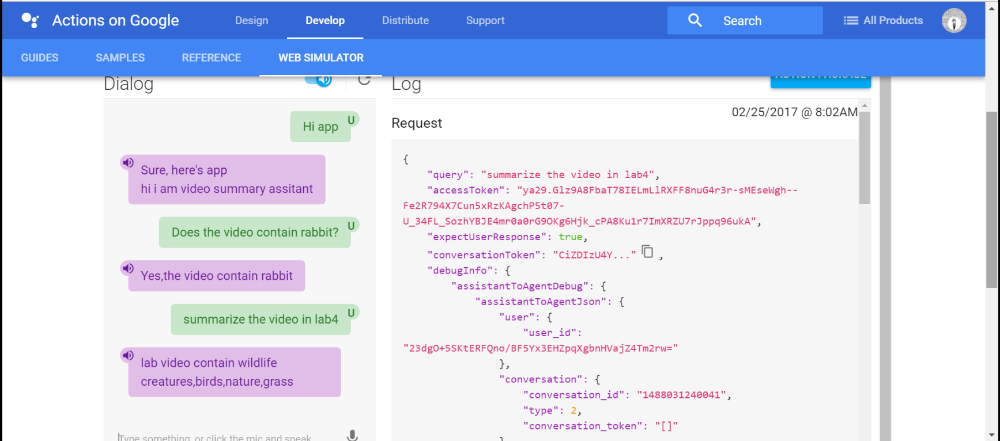 Actions on Google
Design
Develop
Distribute
Support
Search
All Products
GUIDES
SAMPLES
REFERENCE
WEB SIMULATOR
Dialog
Log
ACTION PACKAGE
Hi app
U
Sure, here's app
hi i am video summary assitant
Does the video contain rabbit?
U
Yes,the video contain rabbit
summarize the video in lab4
U
lab video contain wildlife
creatures,birds,nature,grass
Type something, or click the mic and speak
02/25/2017 @ 8:02AM
Request
{
"query": "summarize the video in lab4",
"accessToken": "ya29.Glz9A8FbaT78IELmLlRXFF8nuG4r3r-sMEseWgh--
Fe2R794X7Cun5xRzKAgchP5t07-
U_34FL_SozhYBJE4mr0a0rG9OKg6Hjk_cPA8Ku1r7ImXRZU7rJppq96ukA",
"expectUserResponse": true,
"conversationToken": "CiZDIzU4Y..." ,
"debugInfo": {
"assistantToAgentDebug": {
"assistantToAgentJson": {
"user": {
"user_id":
"23dgO+5SKtERFQno/BF5Yx3EHZpqXgbnHVajZ4Tm2rw="
},
"conversation": {
"conversation_id": "1488031240041",
"type": 2,
"conversation_token": "[]"
}